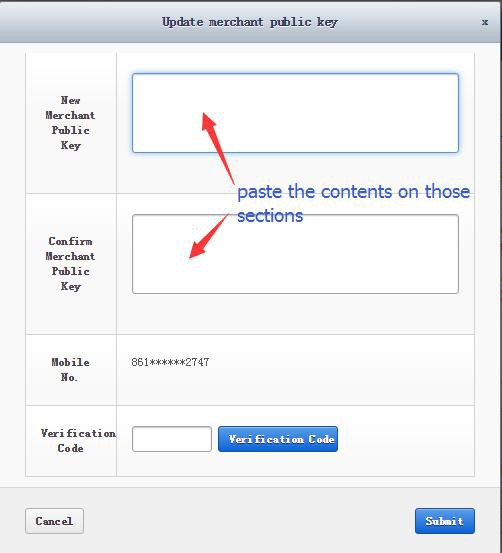 Update merchant public key
x
New
Merchant
Public
Key
paste the contents on those
sections
Confirm
Merchant
Public
Key
Mobile
No.
861******2747
Verification
Code
Verification Code
Cancel
Submit